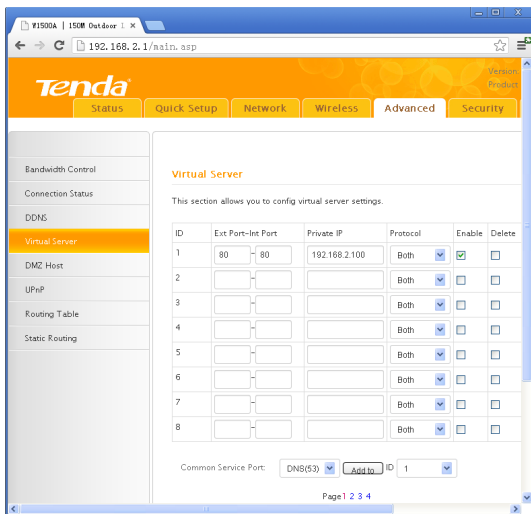 W1500A | 150M Outdoor
192.168.2.1/main.asp
Tenda
Version
Product
Status Quick Setup Network Wireless Advanced Security
Bandwidth Control
Connection Status
DDNS
Virtual Server
DMZ Host
UPnP
Routing Table
Static Routing
Virtual Server
This section allows you to config virtual server settings.
ID Ext Port-Int Port Private IP Protocol Enable Delete
1 80 - 80 192.168.2.100 Both
2 - Both
3 - Both
4 - Both
5 - Both
6 - Both
7 - Both
8 - Both
Common Service Port: DNS(53) Add to ID 1
Page 1 2 3 4